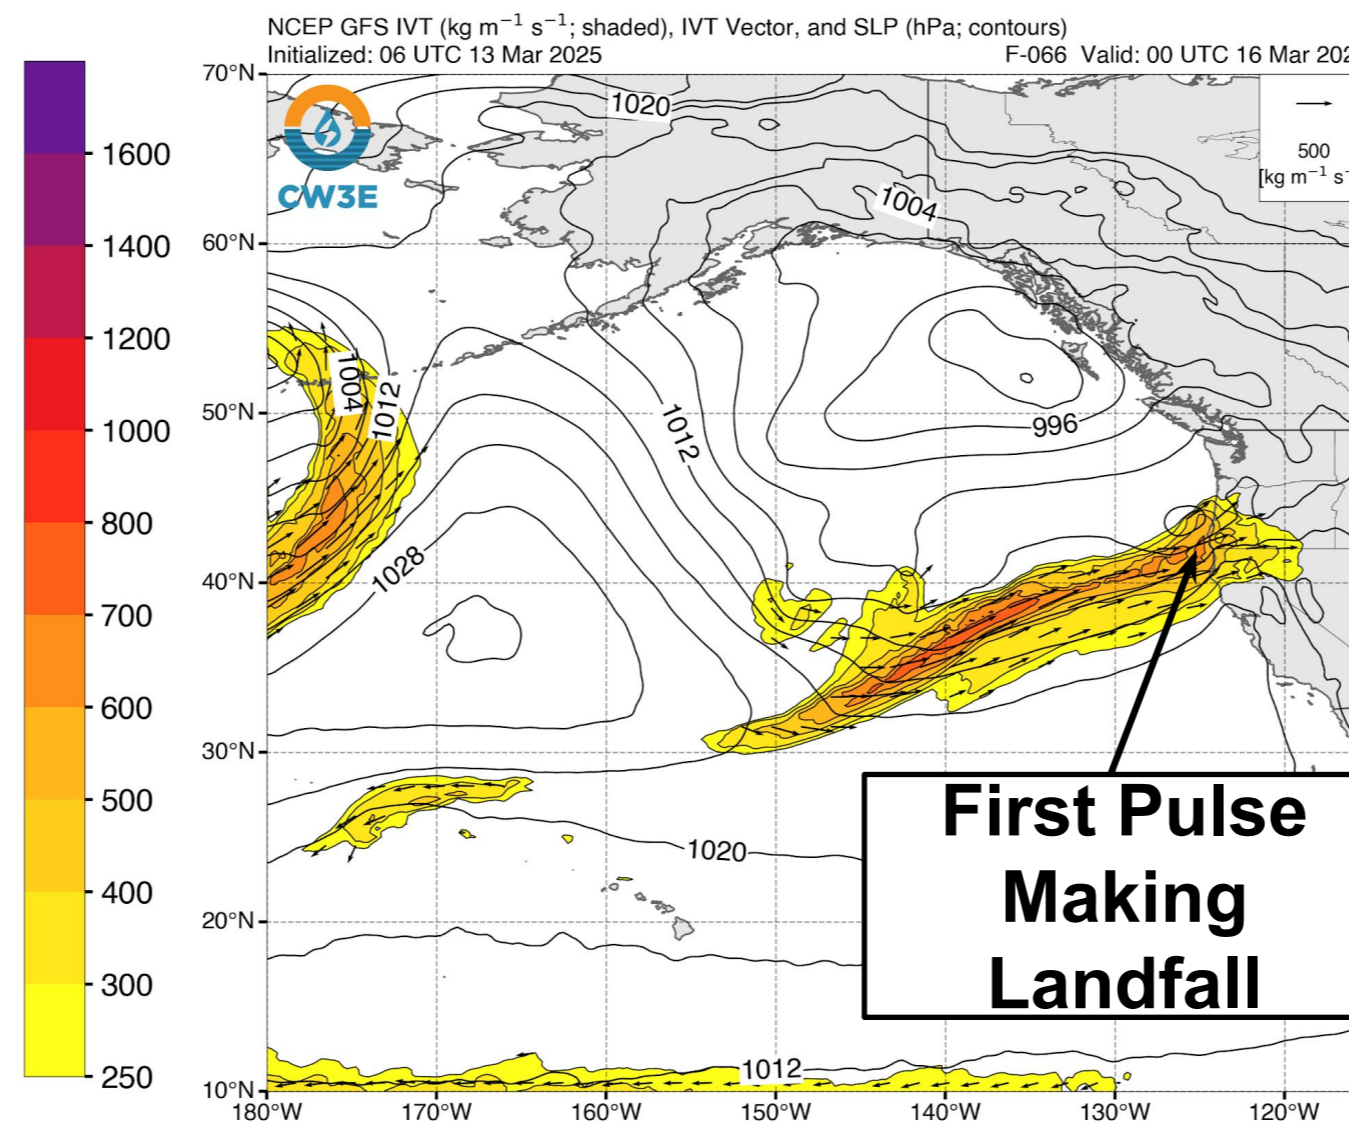 NCEP GFS IVT (kg m⁻¹ s⁻¹; shaded), IVT Vector, and SLP (hPa; contours)
Initialized: 06 UTC 13 Mar 2025
F-066 Valid: 00 UTC 16 Mar 202
CW3E
500
[kg m⁻¹ s⁻
1600
1400
1200
1000
800
700
600
500
400
300
250
70°N
60°N
50°N
40°N
30°N
20°N
10°N
1020
1004
1004
1012
1012
996
1028
1020
1012
First Pulse
Making
Landfall
180°W
170°W
160°W
150°W
140°W
130°W
120°W